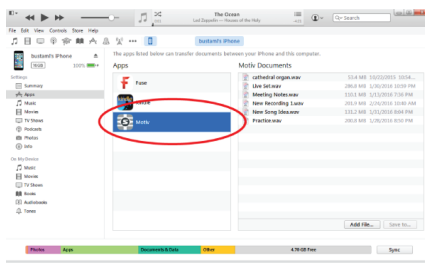 The Ocean
Led Zeppelin — Houses of the Holy
Search
File Edit View Controls Store Help
bustami's iPhone
bustami's iPhone
100%
The apps listed below can transfer documents between your iPhone and this computer.
Apps
Motiv Documents
Settings
Summary
Apps
Music
Movies
TV Shows
Podcasts
Photos
Info
On My Device
Music
Movies
TV Shows
Books
Audiobooks
Tones
Fuse
Motiv
cathedral organ.wav
Live Set.wav
Meeting Notes.wav
New Recording 1.wav
New Song Idea.wav
Practice.wav
Add File...
Save to...
Photos Apps Documents & Data Other 4.70 GB Free
Sync